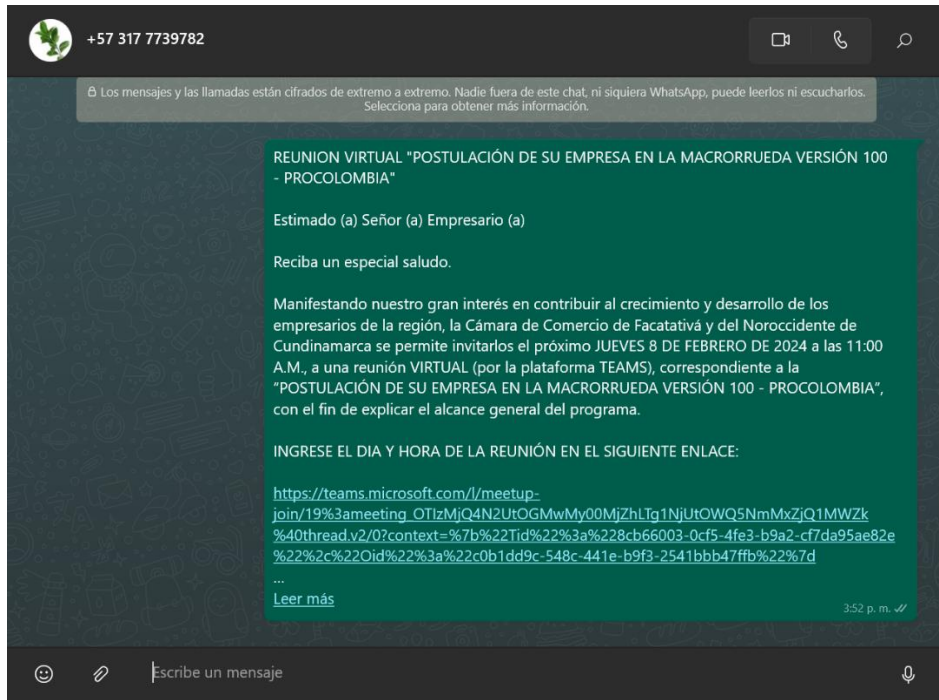 +57 317 7739782
Los mensajes y las llamadas están cifrados de extremo a extremo. Nadie fuera de este chat, ni siquiera WhatsApp, puede leerlos ni escucharlos.
Selecciona para obtener más información.
REUNION VIRTUAL "POSTULACIÓN DE SU EMPRESA EN LA MACRORRUEDA VERSIÓN 100
- PROCOLOMBIA"
Estimado (a) Señor (a) Empresario (a)
Reciba un especial saludo.
Manifestando nuestro gran interés en contribuir al crecimiento y desarrollo de los
empresarios de la región, la Cámara de Comercio de Facatativá y del Noroccidente de
Cundinamarca se permite invitarlos el próximo JUEVES 8 DE FEBRERO DE 2024 a las 11:00
A.M., a una reunión VIRTUAL (por la plataforma TEAMS), correspondiente a la
“POSTULACIÓN DE SU EMPRESA EN LA MACRORRUEDA VERSIÓN 100 - PROCOLOMBIA”,
con el fin de explicar el alcance general del programa.
INGRESE EL DIA Y HORA DE LA REUNIÓN EN EL SIGUIENTE ENLACE:
https://teams.microsoft.com/l/meetup-
join/19%3ameeting_OTIzMjQ4N2UtOGMwMy00MjZhLTg1NjUtOWQ5NmMxZjQ1MWZk
%40thread.v2/0?context=%7b%22Tid%22%3a%228cb66003-0cf5-4fe3-b9a2-cf7da95ae82e
%22%2c%22Oid%22%3a%22c0b1dd9c-548c-441e-b9f3-2541bbb47ffb%22%7d
...
Leer más
3:52 p. m.
Escribe un mensaje